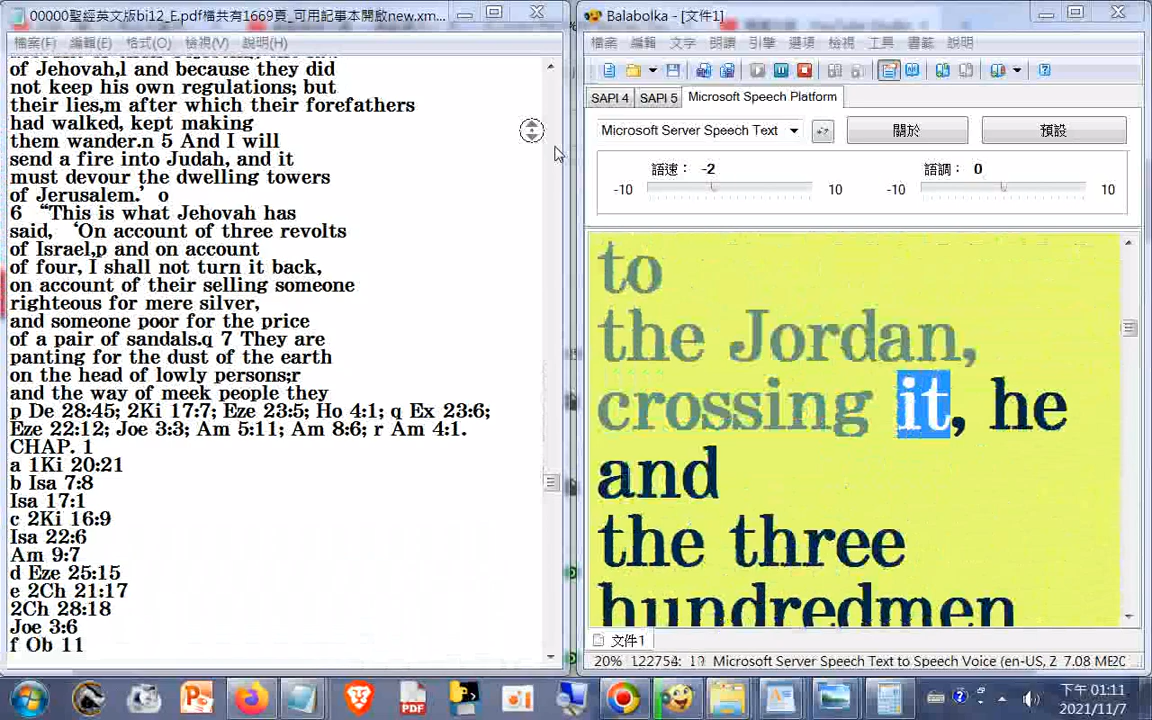 00000聖經英文版bi12_E.pdf檔共有1669頁_可用記事本開啟new.xm...
檔案(F) 編輯(E) 格式(O) 檢視(V) 說明(H)
of Jehovah,l and because they did
not keep his own regulations; but
their lies,m after which their forefathers
had walked, kept making
them wander.n 5 And I will
send a fire into Judah, and it
must devour the dwelling towers
of Jerusalem.’ o
6 “This is what Jehovah has
said, ‘On account of three revolts
of Israel,p and on account
of four, I shall not turn it back,
on account of their selling someone
righteous for mere silver,
and someone poor for the price
of a pair of sandals.q 7 They are
panting for the dust of the earth
on the head of lowly persons;r
and the way of meek people they
p De 28:45; 2Ki 17:7; Eze 23:5; Ho 4:1; q Ex 23:6;
Eze 22:12; Joe 3:3; Am 5:11; Am 8:6; r Am 4:1.
CHAP. 1
a 1Ki 20:21
b Isa 7:8
Isa 17:1
c 2Ki 16:9
Isa 22:6
Am 9:7
d Eze 25:15
e 2Ch 21:17
2Ch 28:18
Joe 3:6
f Ob 11
Balabolka - [文件1]
檔案 編輯 文字 朗讀 引擎 選項 檢視 工具 書籤 說明
SAPI 4 SAPI 5 Microsoft Speech Platform
Microsoft Server Speech Text 關於 預設
語速: -2 語調: 0
-10 10 -10 10
to
the Jordan,
crossing it, he
and
the three
hundredmen
文件1
20% L22754: 19 Microsoft Server Speech Text to Speech Voice (en-US, Z 7.08 ME
PDF
下午 01:11
2021/11/7